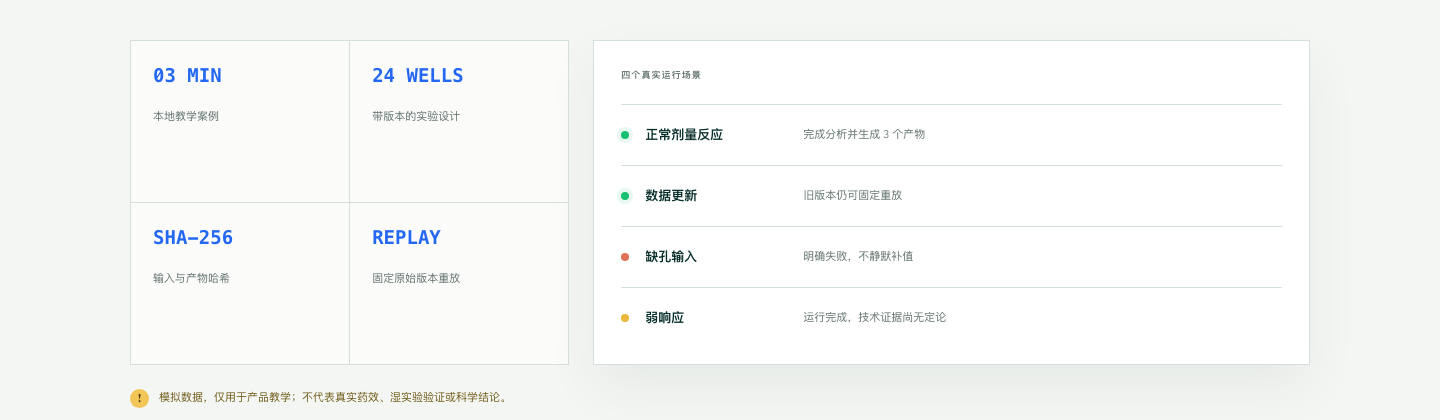 03 MIN
本地教学案例
24 WELLS
带版本的实验设计
SHA-256
输入与产物哈希
REPLAY
固定原始版本重放
四个真实运行场景
正常剂量反应
完成分析并生成 3 个产物
数据更新
旧版本仍可固定重放
缺孔输入
明确失败，不静默补值
弱响应
运行完成，技术证据尚无定论
! 模拟数据，仅用于产品教学；不代表真实药效、湿实验验证或科学结论。